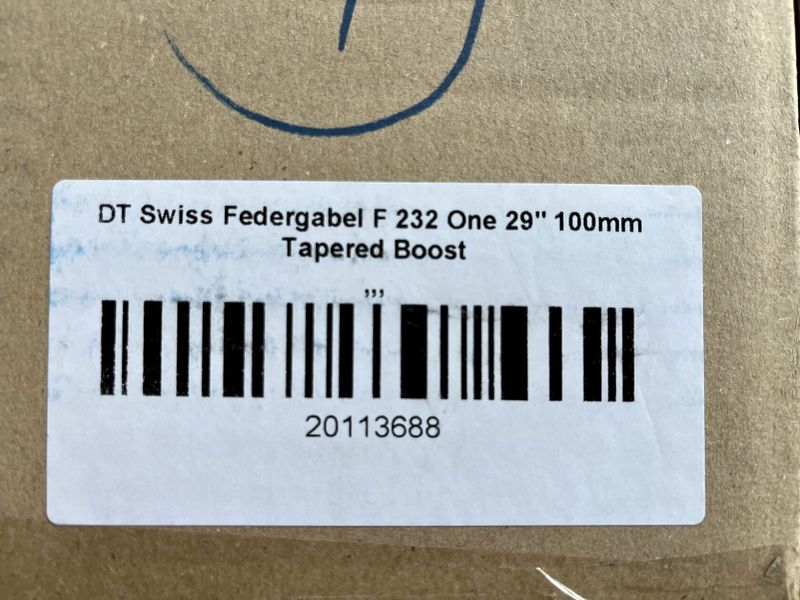 DT Swiss Federgabel F 232 One 29" 100mm
Tapered Boost
,,,
20113688